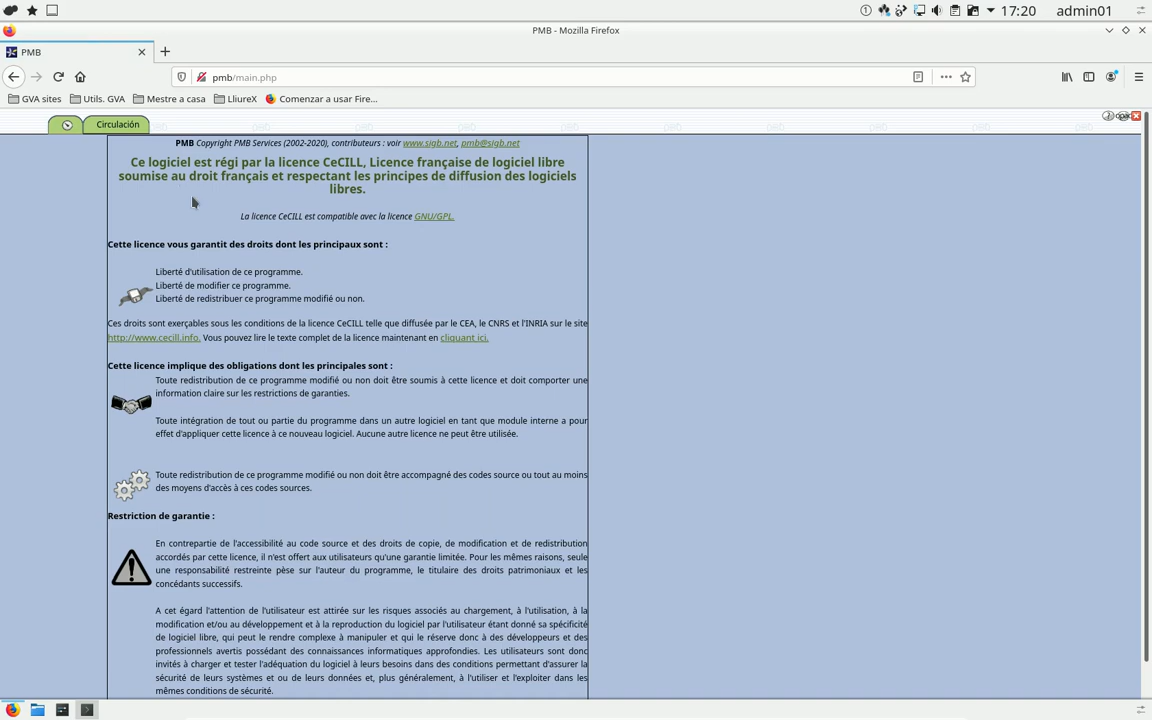 17:20 admin01
PMB - Mozilla Firefox
PMB
pmb/main.php
GVA sites Utils. GVA Mestre a casa LliureX Comenzar a usar Fire...
Circulación
PMB Copyright PMB Services (2002-2020), contributeurs : voir www.sigb.net, pmb@sigb.net
Ce logiciel est régi par la licence CeCILL, Licence française de logiciel libre
soumise au droit français et respectant les principes de diffusion des logiciels
libres.
La licence CeCILL est compatible avec la licence GNU/GPL.
Cette licence vous garantit des droits dont les principaux sont :
Liberté d'utilisation de ce programme.
Liberté de modifier ce programme.
Liberté de redistribuer ce programme modifié ou non.
Ces droits sont exerçables sous les conditions de la licence CeCILL telle que diffusée par le CEA, le CNRS et l'INRIA sur le site
http://www.cecill.info. Vous pouvez lire le texte complet de la licence maintenant en cliquant ici.
Cette licence implique des obligations dont les principales sont :
Toute redistribution de ce programme modifié ou non doit être soumis à cette licence et doit comporter une
information claire sur les restrictions de garanties.
Toute intégration de tout ou partie du programme dans un autre logiciel en tant que module interne a pour
effet d'appliquer cette licence à ce nouveau logiciel. Aucune autre licence ne peut être utilisée.
Toute redistribution de ce programme modifié ou non doit être accompagné des codes source ou tout au moins
des moyens d'accès à ces codes sources.
Restriction de garantie :
En contrepartie de l'accessibilité au code source et des droits de copie, de modification et de redistribution
accordés par cette licence, il n'est offert aux utilisateurs qu'une garantie limitée. Pour les mêmes raisons, seule
une responsabilité restreinte pèse sur l'auteur du programme, le titulaire des droits patrimoniaux et les
concédants successifs.
A cet égard l'attention de l'utilisateur est attirée sur les risques associés au chargement, à l'utilisation, à la
modification et/ou au développement et à la reproduction du logiciel par l'utilisateur étant donné sa spécificité
de logiciel libre, qui peut le rendre complexe à manipuler et qui le réserve donc à des développeurs et des
professionnels avertis possédant des connaissances informatiques approfondies. Les utilisateurs sont donc
invités à charger et tester l'adéquation du logiciel à leurs besoins dans des conditions permettant d'assurer la
sécurité de leurs systèmes et ou de leurs données et, plus généralement, à l'utiliser et l'exploiter dans les
mêmes conditions de sécurité.